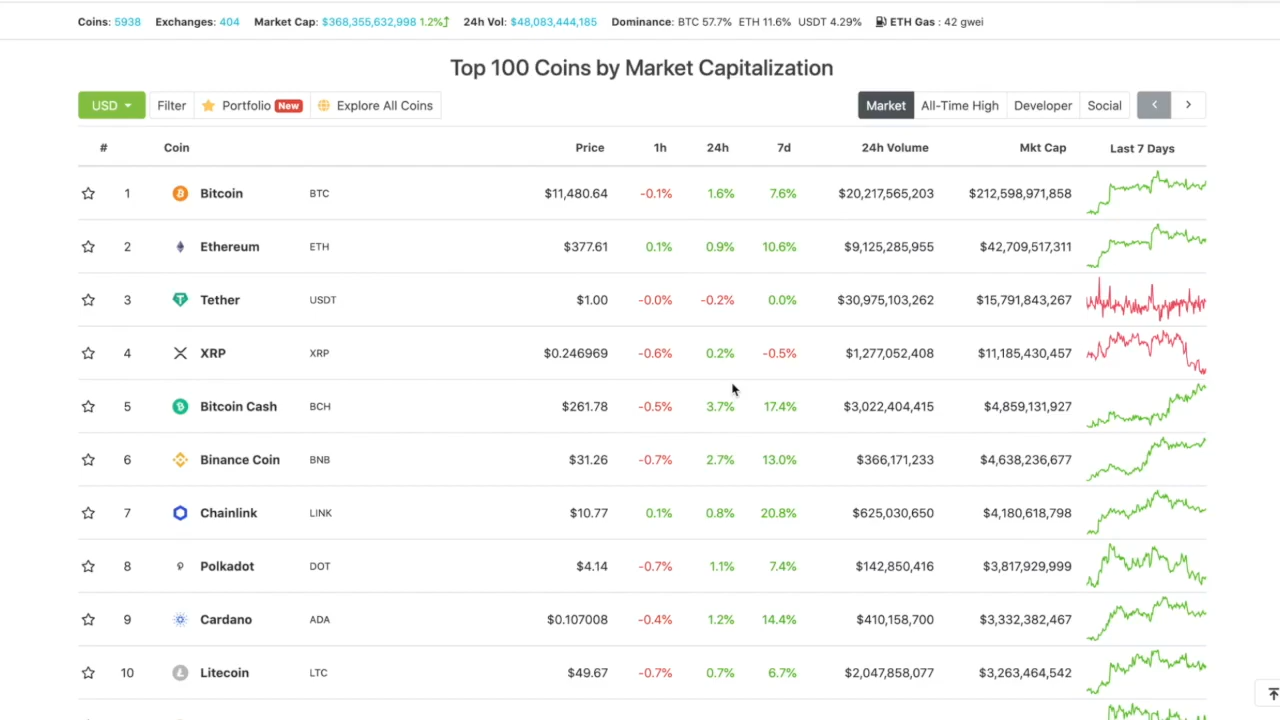 Coins: 5938 Exchanges: 404 Market Cap: $368,355,632,998 1.2% 24h Vol: $48,083,444,185 Dominance: BTC 57.7% ETH 11.6% USDT 4.29% ETH Gas : 42 gwei
Top 100 Coins by Market Capitalization
USD Filter Portfolio New Explore All Coins Market All-Time High Developer Social
# Coin Price 1h 24h 7d 24h Volume Mkt Cap Last 7 Days
1 Bitcoin BTC $11,480.64 -0.1% 1.6% 7.6% $20,217,565,203 $212,598,971,858
2 Ethereum ETH $377.61 0.1% 0.9% 10.6% $9,125,285,955 $42,709,517,311
3 Tether USDT $1.00 -0.0% -0.2% 0.0% $30,975,103,262 $15,791,843,267
4 XRP XRP $0.246969 -0.6% 0.2% -0.5% $1,277,052,408 $11,185,430,457
5 Bitcoin Cash BCH $261.78 -0.5% 3.7% 17.4% $3,022,404,415 $4,859,131,927
6 Binance Coin BNB $31.26 -0.7% 2.7% 13.0% $366,171,233 $4,638,236,677
7 Chainlink LINK $10.77 0.1% 0.8% 20.8% $625,030,650 $4,180,618,798
8 Polkadot DOT $4.14 -0.7% 1.1% 7.4% $142,850,416 $3,817,929,999
9 Cardano ADA $0.107008 -0.4% 1.2% 14.4% $410,158,700 $3,332,382,467
10 Litecoin LTC $49.67 -0.7% 0.7% 6.7% $2,047,858,077 $3,263,464,542